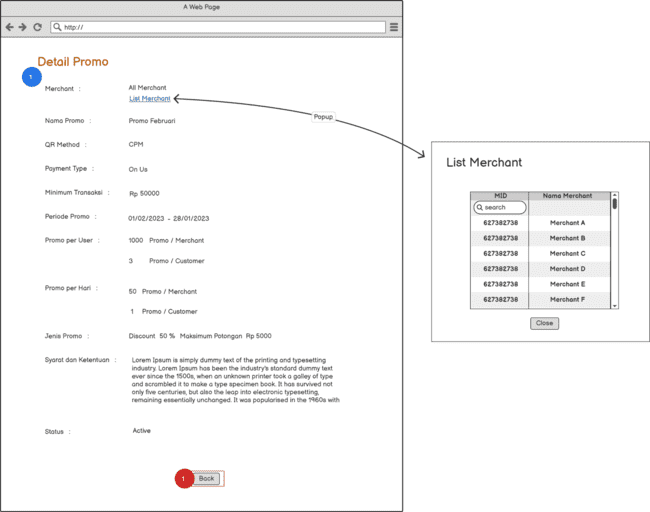 A Web Page
http://
Detail Promo
1
Merchant :
All Merchant
List Merchant
Popup
Nama Promo :
Promo Februari
QR Method :
CPM
Payment Type :
On Us
Minimum Transaksi :
Rp 50000
Periode Promo :
01/02/2023 - 28/01/2023
Promo per User :
1000 Promo / Merchant
3 Promo / Customer
Promo per Hari :
50 Promo / Merchant
1 Promo / Customer
Jenis Promo :
Discount 50 % Maksimum Potongan Rp 5000
Syarat dan Ketentuan :
Lorem Ipsum is simply dummy text of the printing and typesetting
industry. Lorem Ipsum has been the industry's standard dummy text
ever since the 1500s, when an unknown printer took a galley of type
and scrambled it to make a type specimen book. It has survived not
only five centuries, but also the leap into electronic typesetting,
remaining essentially unchanged. It was popularised in the 1960s with
Status :
Active
1
Back
List Merchant
MID Nama Merchant
search
627382738 Merchant A
627382738 Merchant B
627382738 Merchant C
627382738 Merchant D
627382738 Merchant E
627382738 Merchant F
Close